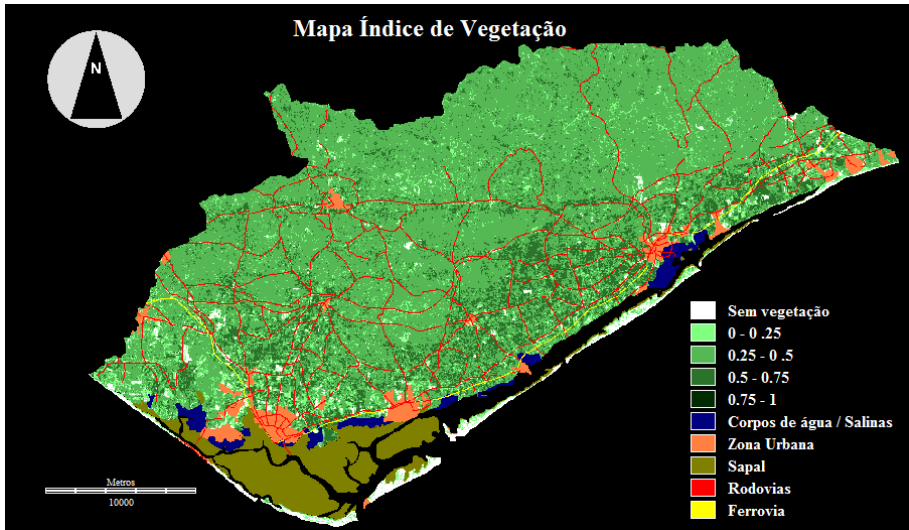 Mapa Índice de Vegetação
N
Sem vegetação
0 - 0.25
0.25 - 0.5
0.5 - 0.75
0.75 - 1
Corpos de água / Salinas
Zona Urbana
Sapal
Rodovias
Ferrovia
Metros
10000